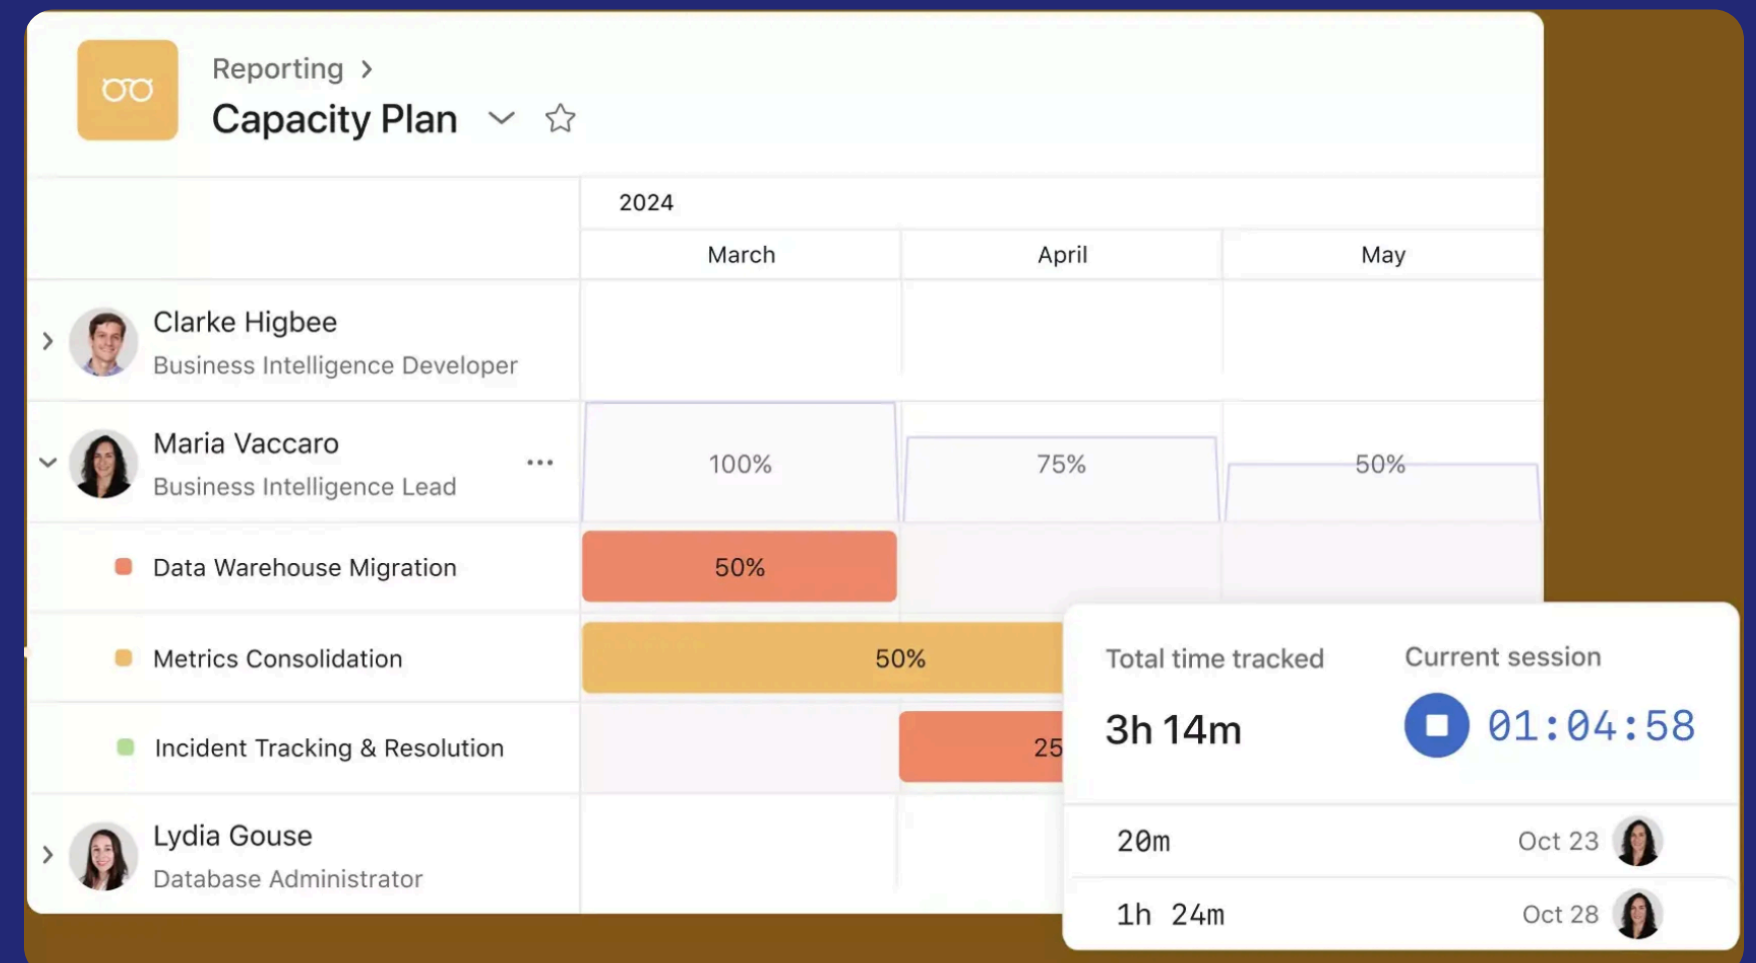 Reporting
Capacity Plan
2024
March April May
Clarke Higbee
Business Intelligence Developer
Maria Vaccaro
Business Intelligence Lead
100% 75% 50%
Data Warehouse Migration
50%
Metrics Consolidation
50%
Incident Tracking & Resolution
25
Lydia Gouse
Database Administrator
Total time tracked
3h 14m
Current session
01:04:58
20m Oct 23
1h 24m Oct 28